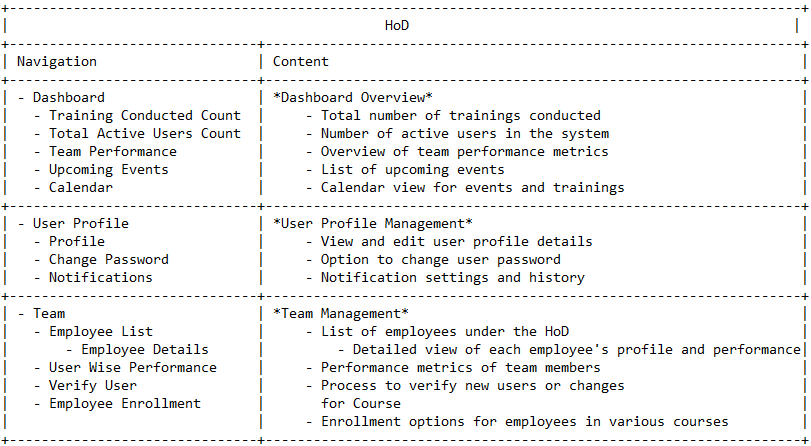 HoD
Navigation Content
- Dashboard *Dashboard Overview*
- Training Conducted Count - Total number of trainings conducted
- Total Active Users Count - Number of active users in the system
- Team Performance - Overview of team performance metrics
- Upcoming Events - List of upcoming events
- Calendar - Calendar view for events and trainings
- User Profile *User Profile Management*
- Profile - View and edit user profile details
- Change Password - Option to change user password
- Notifications - Notification settings and history
- Team *Team Management*
- Employee List - List of employees under the HoD
- Employee Details - Detailed view of each employee's profile and performance
- User Wise Performance - Performance metrics of team members
- Verify User - Process to verify new users or changes
- Employee Enrollment for Course
- Enrollment options for employees in various courses